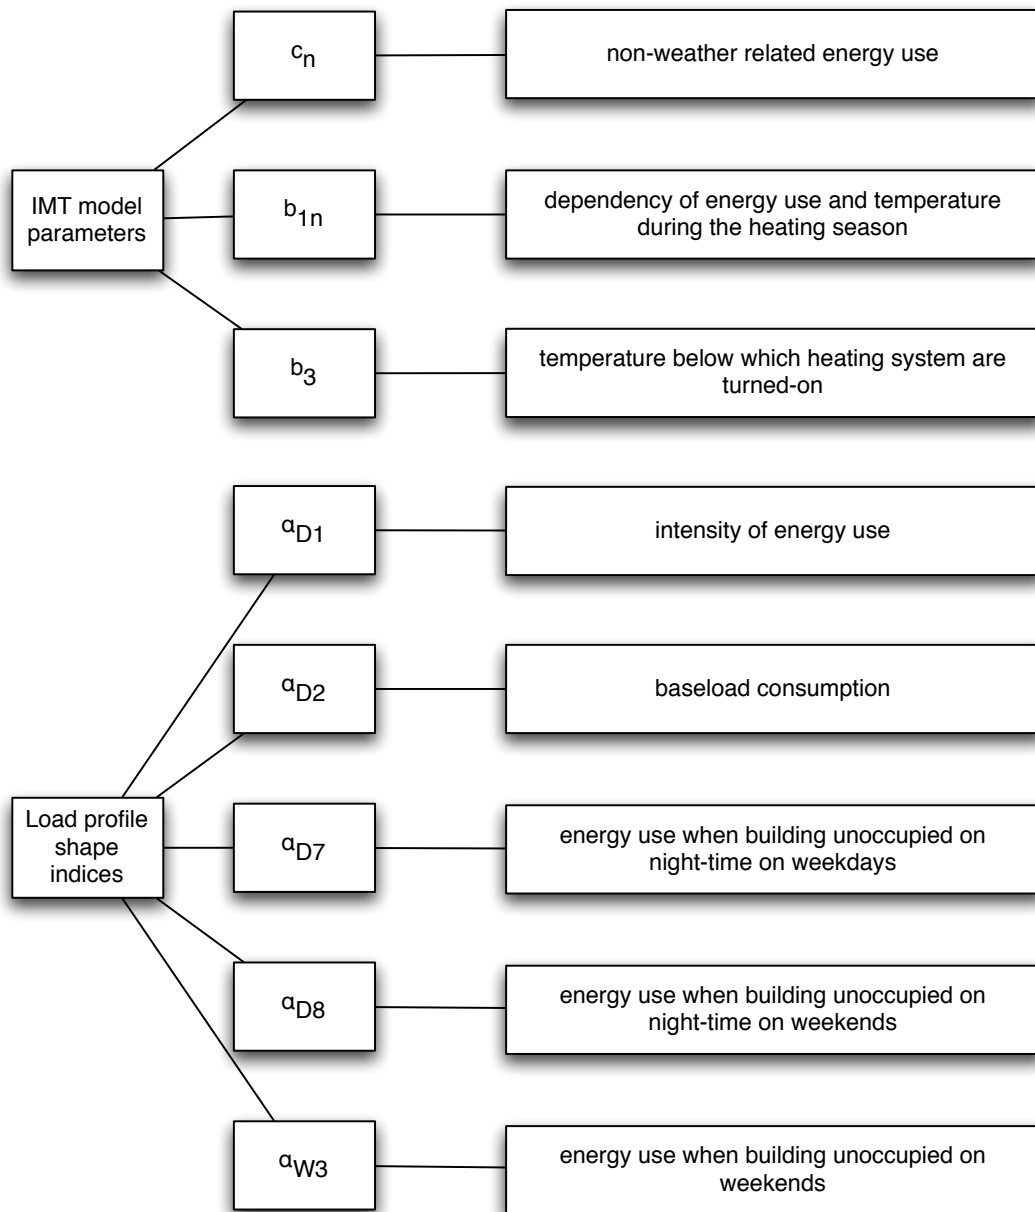 c_n
non-weather related energy use
IMT model
parameters
b_1n
dependency of energy use and temperature
during the heating season
b_3
temperature below which heating system are
turned-on
α_D1
intensity of energy use
α_D2
baseload consumption
Load profile
shape
indices
α_D7
energy use when building unoccupied on
night-time on weekdays
α_D8
energy use when building unoccupied on
night-time on weekends
α_W3
energy use when building unoccupied on
weekends